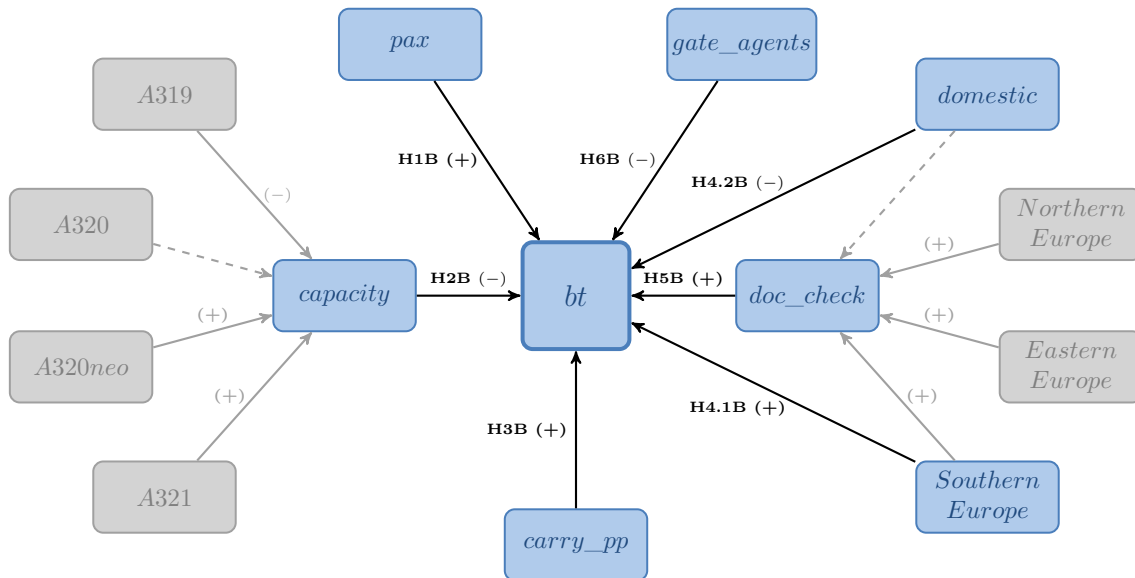 pax
gate_agents
A319
domestic
H1B (+)
H6B (−)
H4.2B (−)
(−)
A320
Northern
Europe
(+)
capacity
H2B (−)
bt
H5B (+)
doc_check
(+)
(+)
A320neo
Eastern
Europe
(+)
(+)
H4.1B (+)
H3B (+)
A321
Southern
Europe
carry_pp